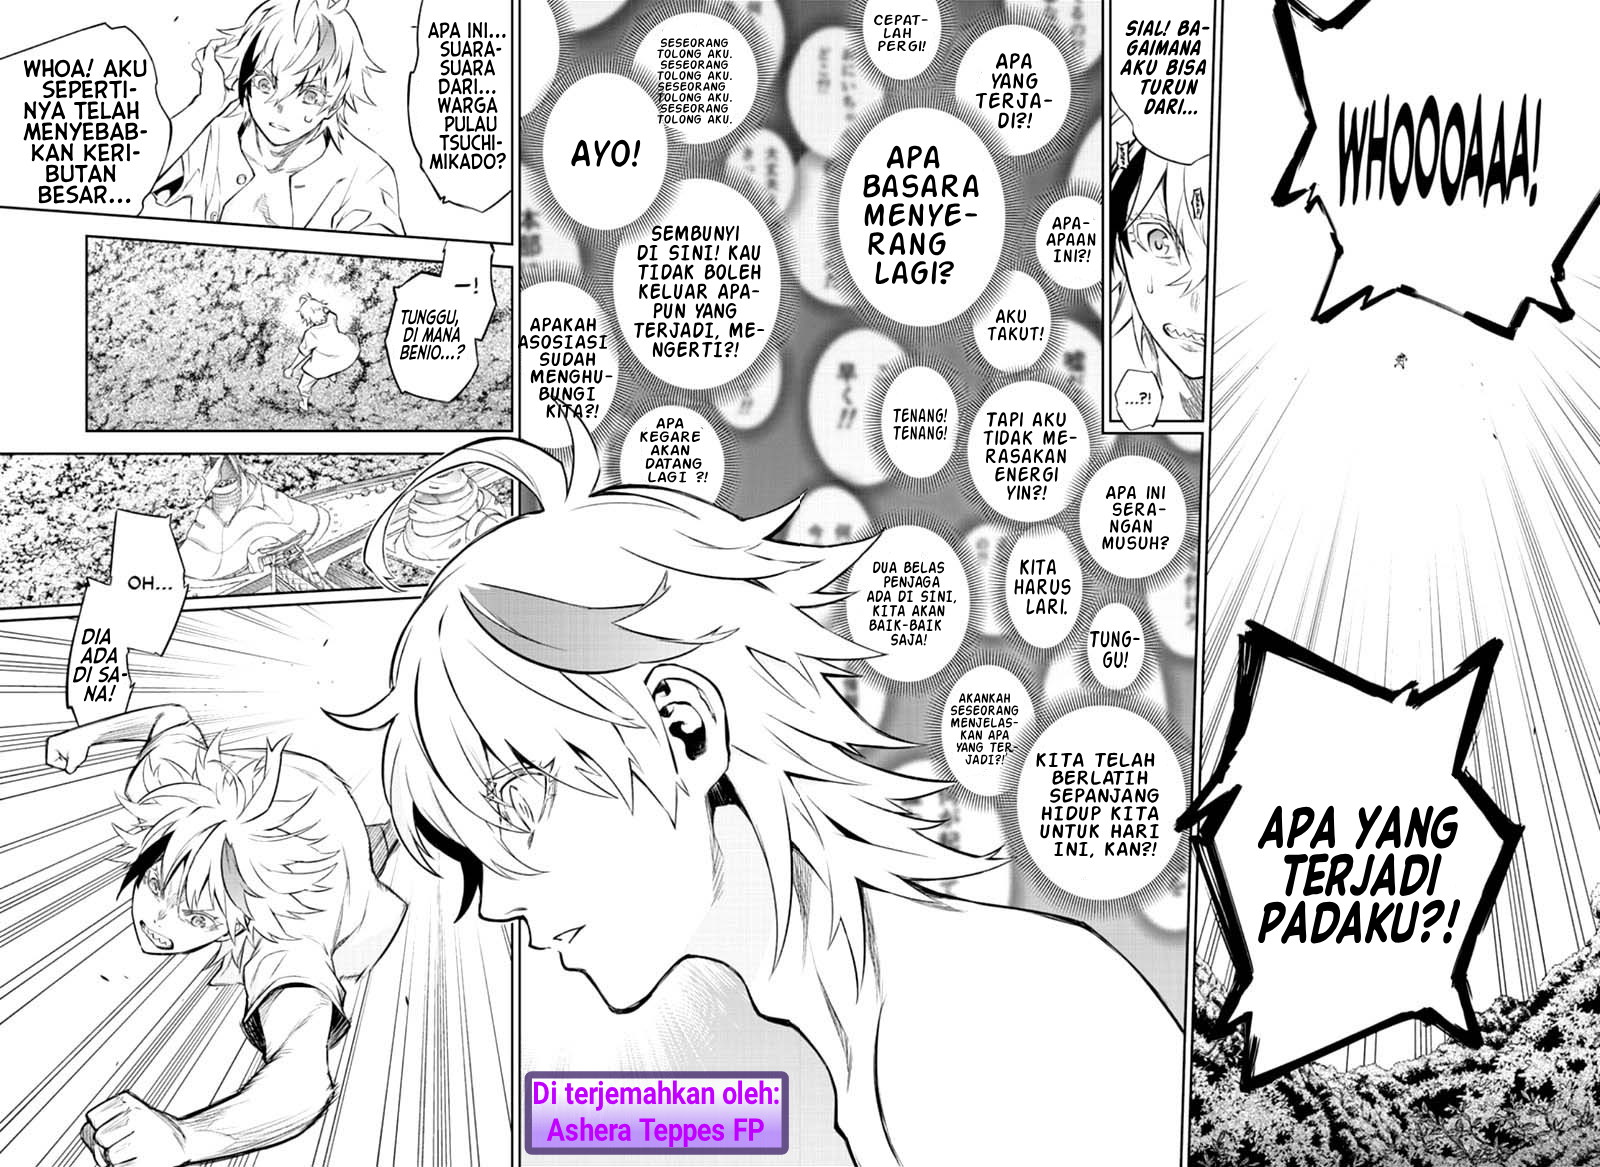 WHOOOAAA!
APA YANG
TERJADI
PADAKU?!
SIAL! BA-
GAIMANA
AKU BISA
TURUN
DARI...
...?!
CEPAT-
LAH
PERGI!
APA
YANG
TERJA-
DI?!
SESEORANG
TOLONG AKU.
SESEORANG
TOLONG AKU.
SESEORANG
TOLONG AKU.
SESEORANG
TOLONG AKU.
AYO!
APA
BASARA
MENYE-
RANG
LAGI?
APA-
APAAN
INI?!
SEMBUNYI
DI SINI! KAU
TIDAK BOLEH
KELUAR APA-
PUN YANG
TERJADI, ME-
NGERTI?!
AKU
TAKUT!
APAKAH
ASOSIASI
SUDAH
MENGHU-
BUNGI
KITA?!
TENANG!
TENANG!
TAPI AKU
TIDAK ME-
RASAKAN
ENERGI
YIN?!
APA
KEGARE
AKAN
DATANG
LAGI ?!
APA INI
SERA-
NGAN
MUSUH?
DUA BELAS
PENJAGA
ADA DI SINI,
KITA AKAN
BAIK-BAIK
SAJA!
KITA
HARUS
LARI.
TUNG-
GU!
AKANKAH
SESEORANG
MENJELAS-
KAN APA
YANG TER-
JADI?!
KITA TELAH
BERLATIH
SEPANJANG
HIDUP KITA
UNTUK HARI
INI, KAN?!
早く!!
本部
APA INI...
SUARA-
SUARA
DARI...
WARGA
PULAU
TSUCHI-
MIKADO?
WHOA! AKU
SEPERTI-
NYA TELAH
MENYEBAB-
KAN KERI-
BUTAN
BESAR...
—!
TUNGGU,
DI MANA
BENIO...?
OH...
DIA
ADA
DI SA-
NA!
Di terjemahkan oleh:
Ashera Teppes FP